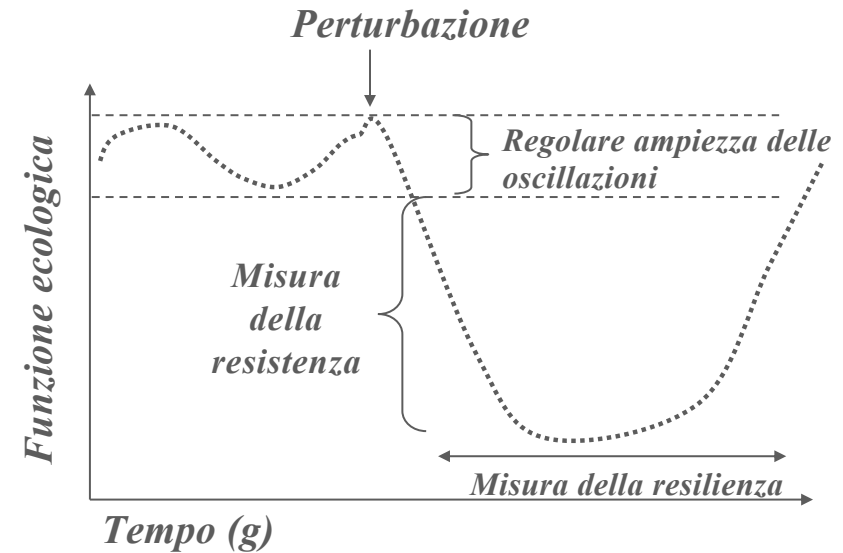 Perturbazione
Funzione ecologica
Regolare ampiezza delle
oscillazioni
Misura
della
resistenza
Misura della resilienza
Tempo (g)